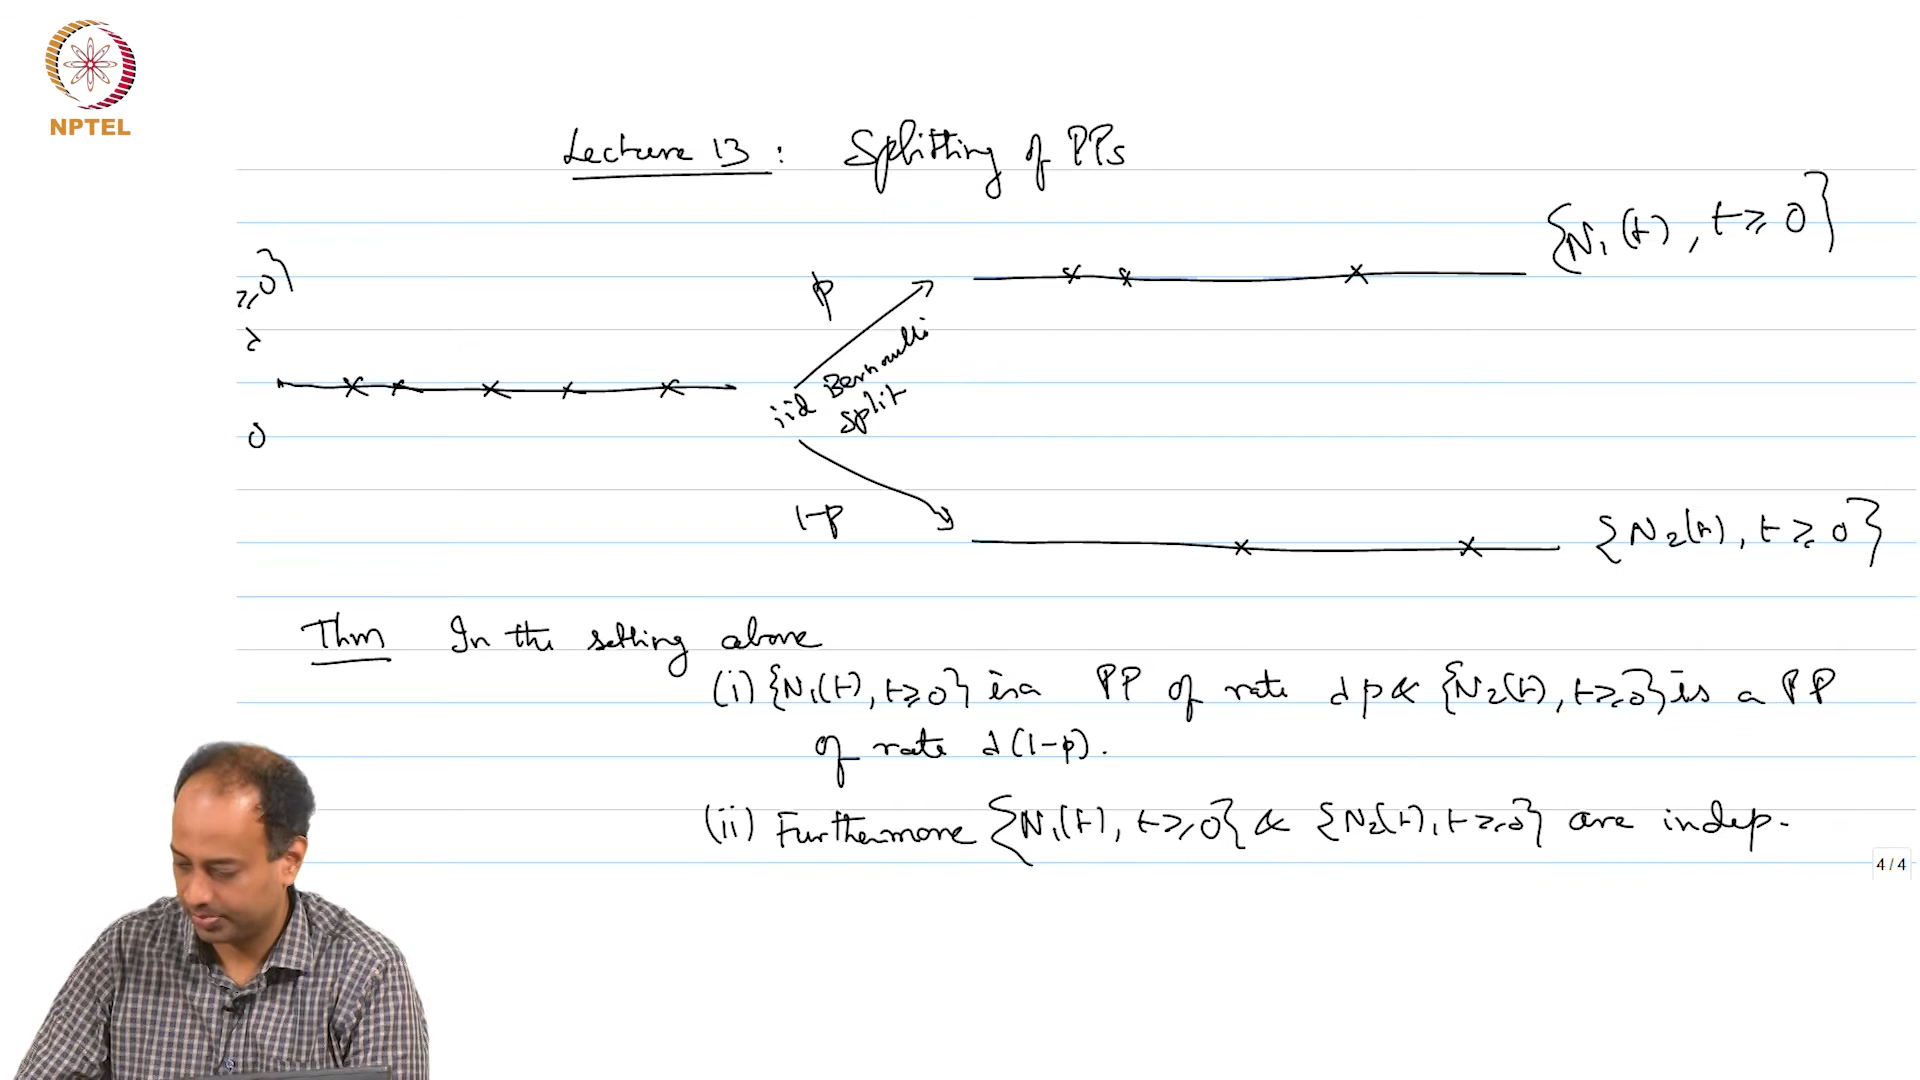 NPTEL
Lecture 13 : Splitting of PPs
{N₁(t), t ≥ 0}
≥ 0}
λ
p
iid Bernoulli
split
0
1-p
{N₂(t), t ≥ 0}
Thm In the setting above
(i) {N₁(t), t ≥ 0} is a PP of rate λp & {N₂(t), t ≥ 0} is a PP
of rate λ(1-p).
(ii) Furthermore {N₁(t), t ≥ 0} & {N₂(t), t ≥ 0} are indep.
4 / 4